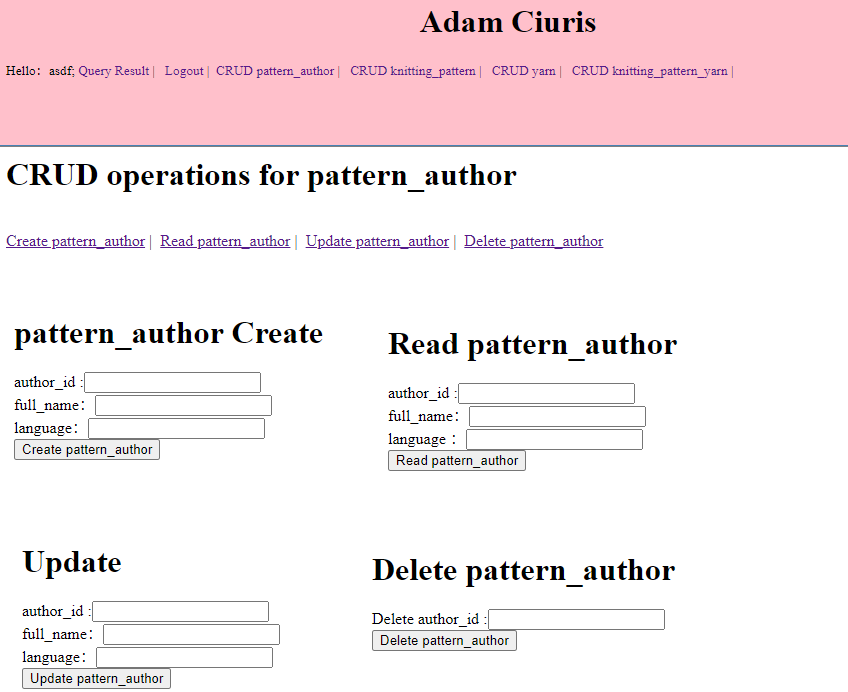 Adam Ciuris
Hello： asdf; Query Result | Logout | CRUD pattern_author | CRUD knitting_pattern | CRUD yarn | CRUD knitting_pattern_yarn |
CRUD operations for pattern_author
Create pattern_author | Read pattern_author | Update pattern_author | Delete pattern_author
pattern_author Create
author_id :
full_name：
language：
Create pattern_author
Read pattern_author
author_id :
full_name：
language ：
Read pattern_author
Update
author_id :
full_name：
language：
Update pattern_author
Delete pattern_author
Delete author_id :
Delete pattern_author